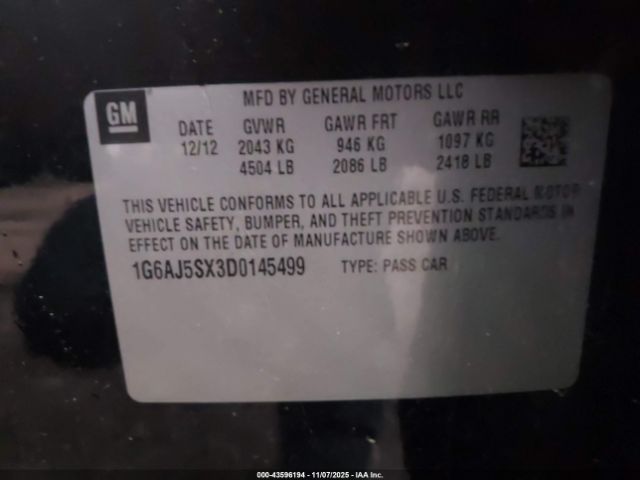 GM
MFD BY GENERAL MOTORS LLC
DATE GVWR GAWR FRT GAWR RR
12/12 2043 KG 946 KG 1097 KG
4504 LB 2086 LB 2418 LB
THIS VEHICLE CONFORMS TO ALL APPLICABLE U.S. FEDERAL MOTOR
VEHICLE SAFETY, BUMPER, AND THEFT PREVENTION STANDARDS IN
EFFECT ON THE DATE OF MANUFACTURE SHOWN ABOVE.
1G6AJ5SX3D0145499 TYPE: PASS CAR
000-43596194 - 11/07/2025 - IAA Inc.